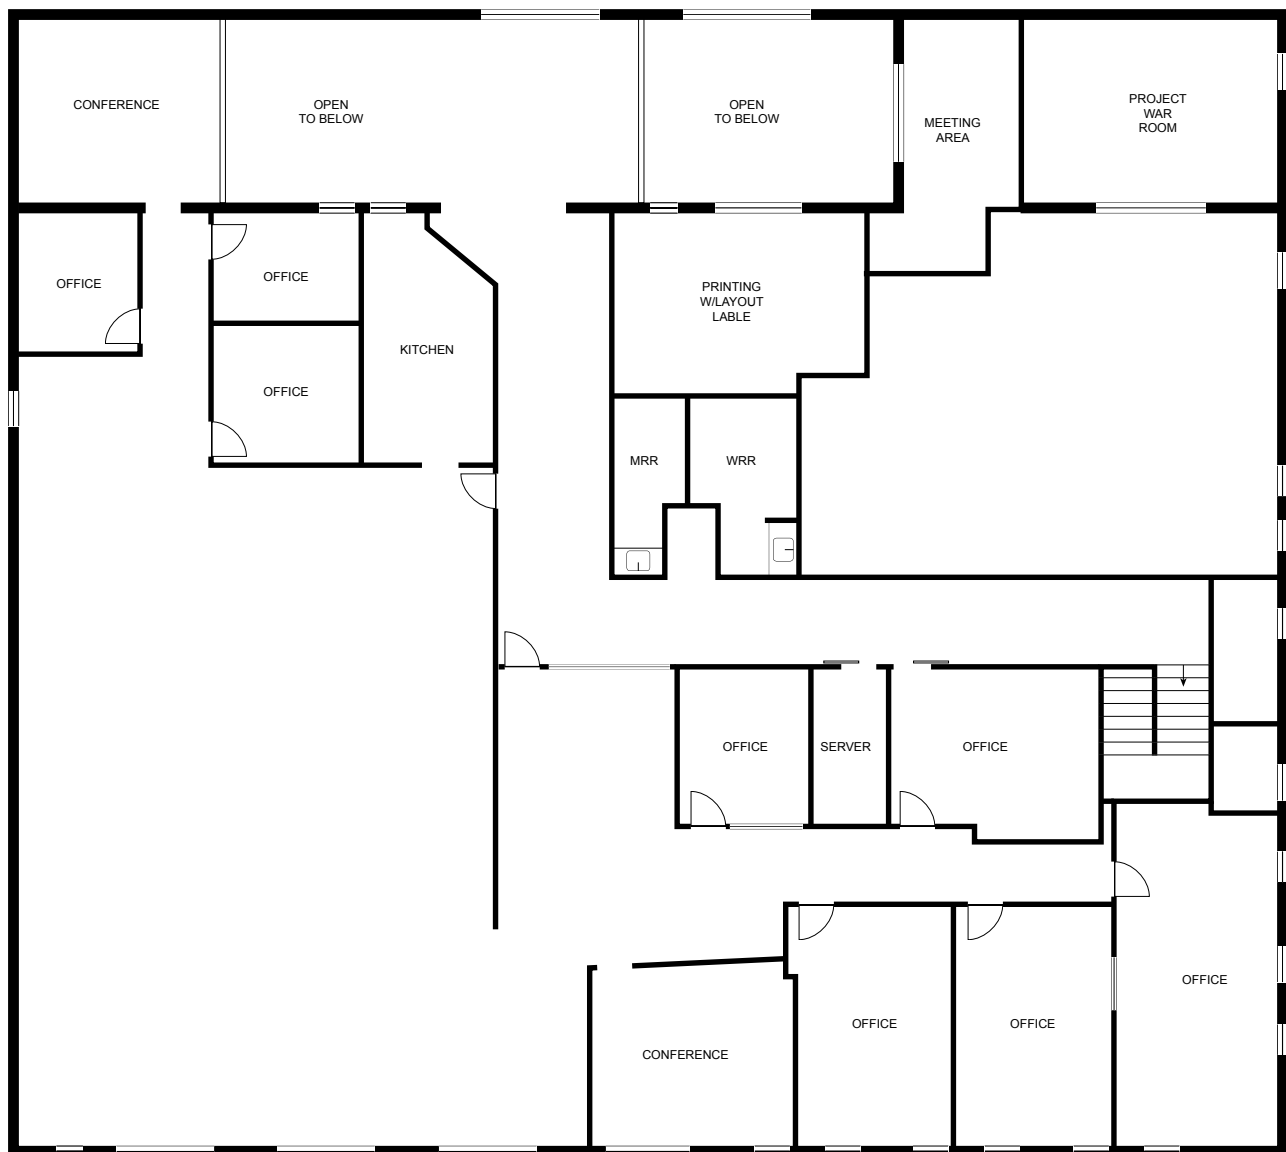 CONFERENCE
OPEN
TO BELOW
OPEN
TO BELOW
MEETING
AREA
PROJECT
WAR
ROOM
OFFICE
OFFICE
OFFICE
KITCHEN
PRINTING
W/LAYOUT
LABLE
MRR
WRR
OFFICE
SERVER
OFFICE
OFFICE
OFFICE
OFFICE
CONFERENCE